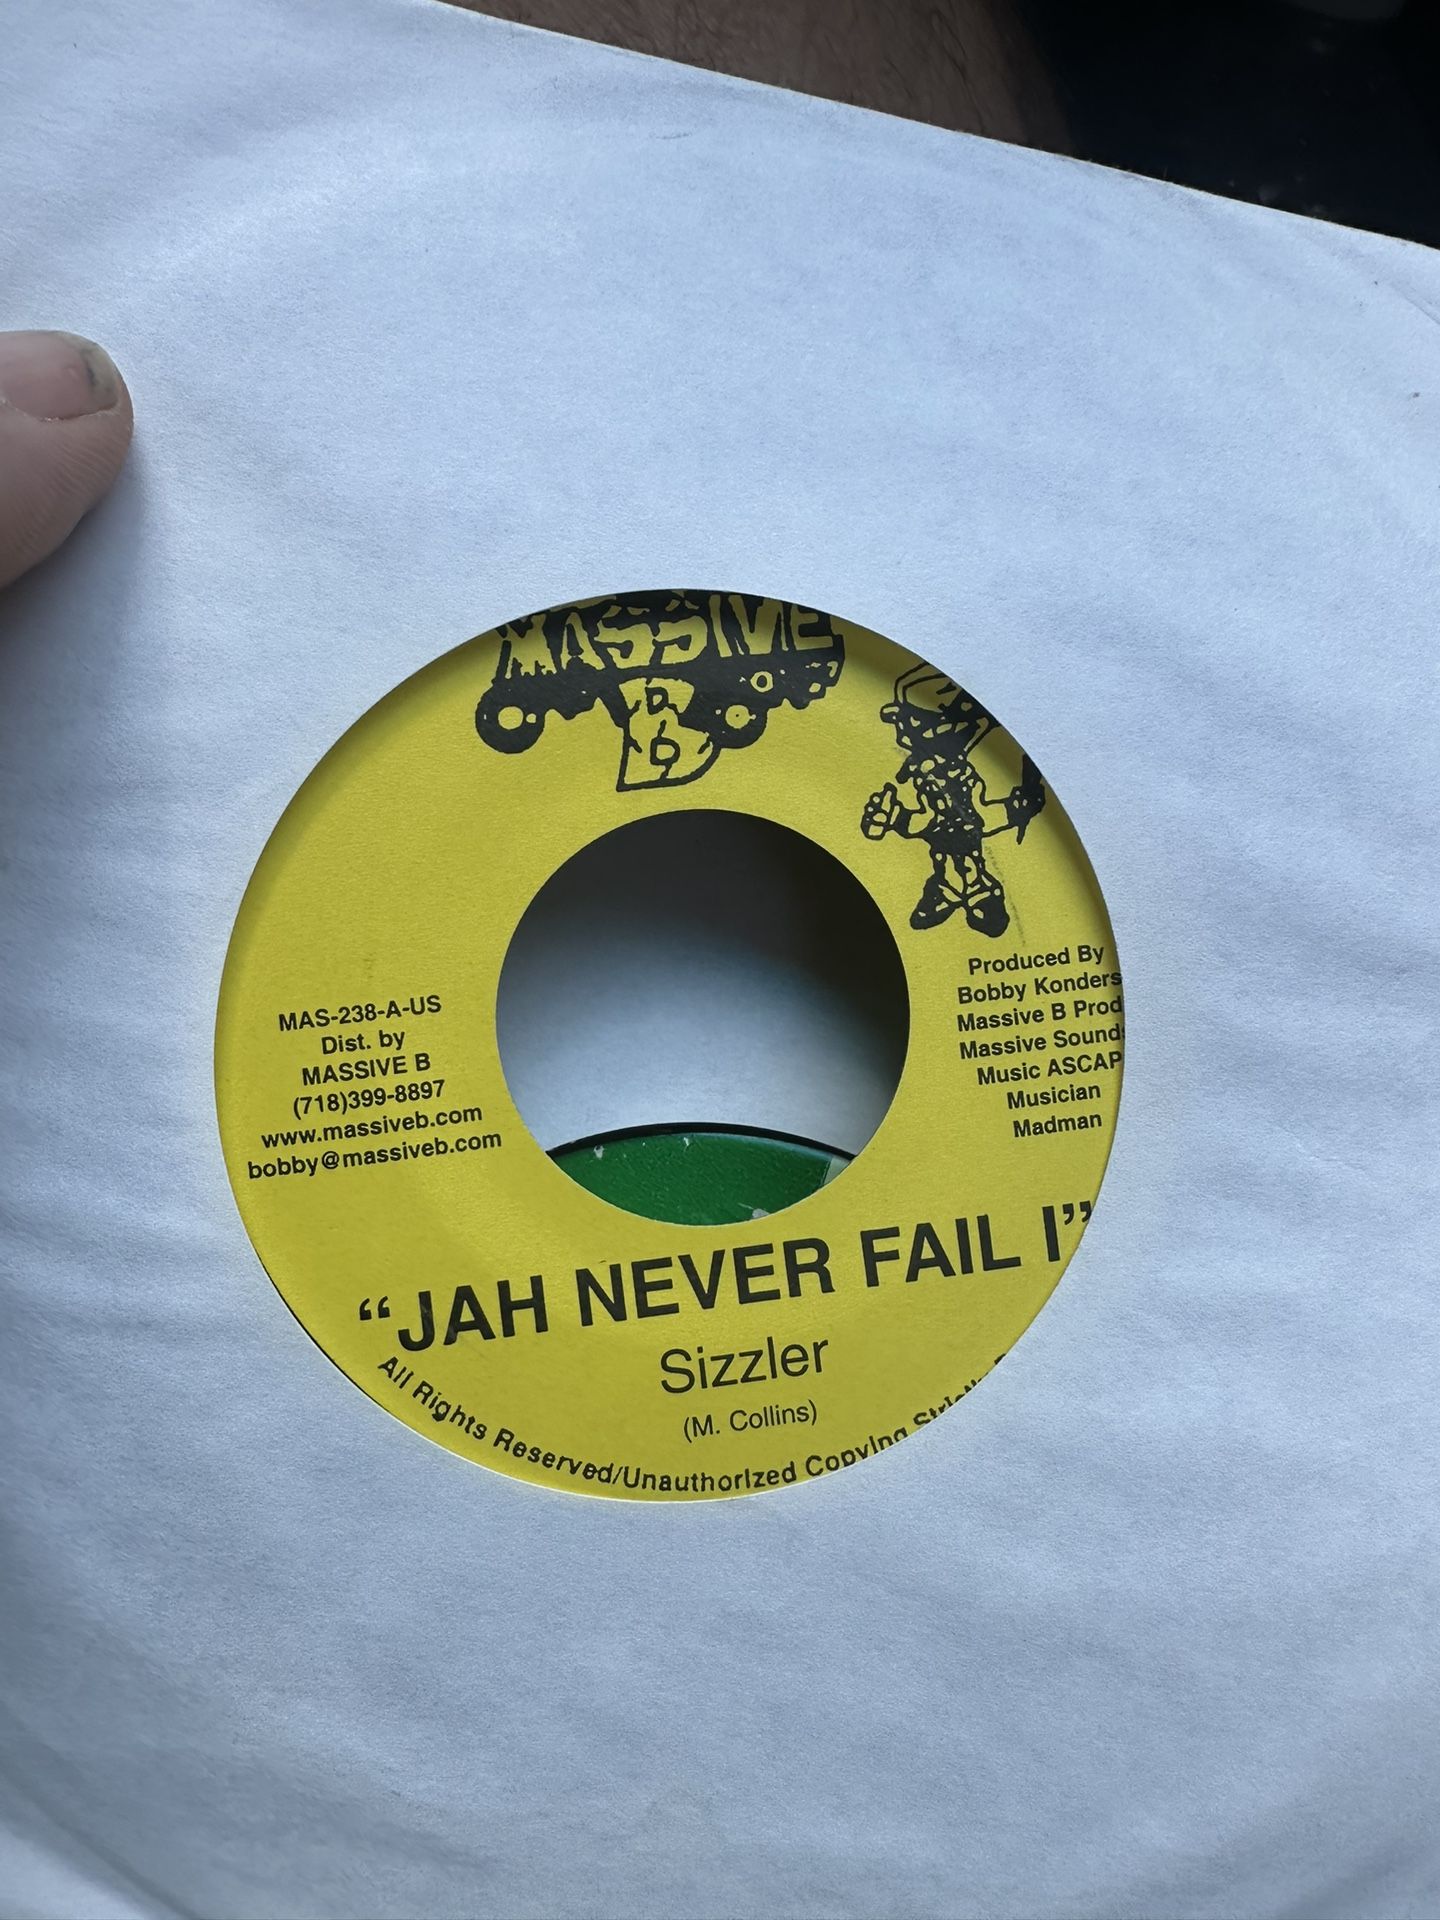 MASSIVE
B
MAS-238-A-US
Dist. by
MASSIVE B
(718)399-8897
www.massiveb.com
bobby@massiveb.com
Produced By
Bobby Konders
Massive B Prod
Massive Sound
Music ASCAP
Musician
Madman
"JAH NEVER FAIL I"
Sizzler
(M. Collins)
All Rights Reserved/Unauthorized Copying